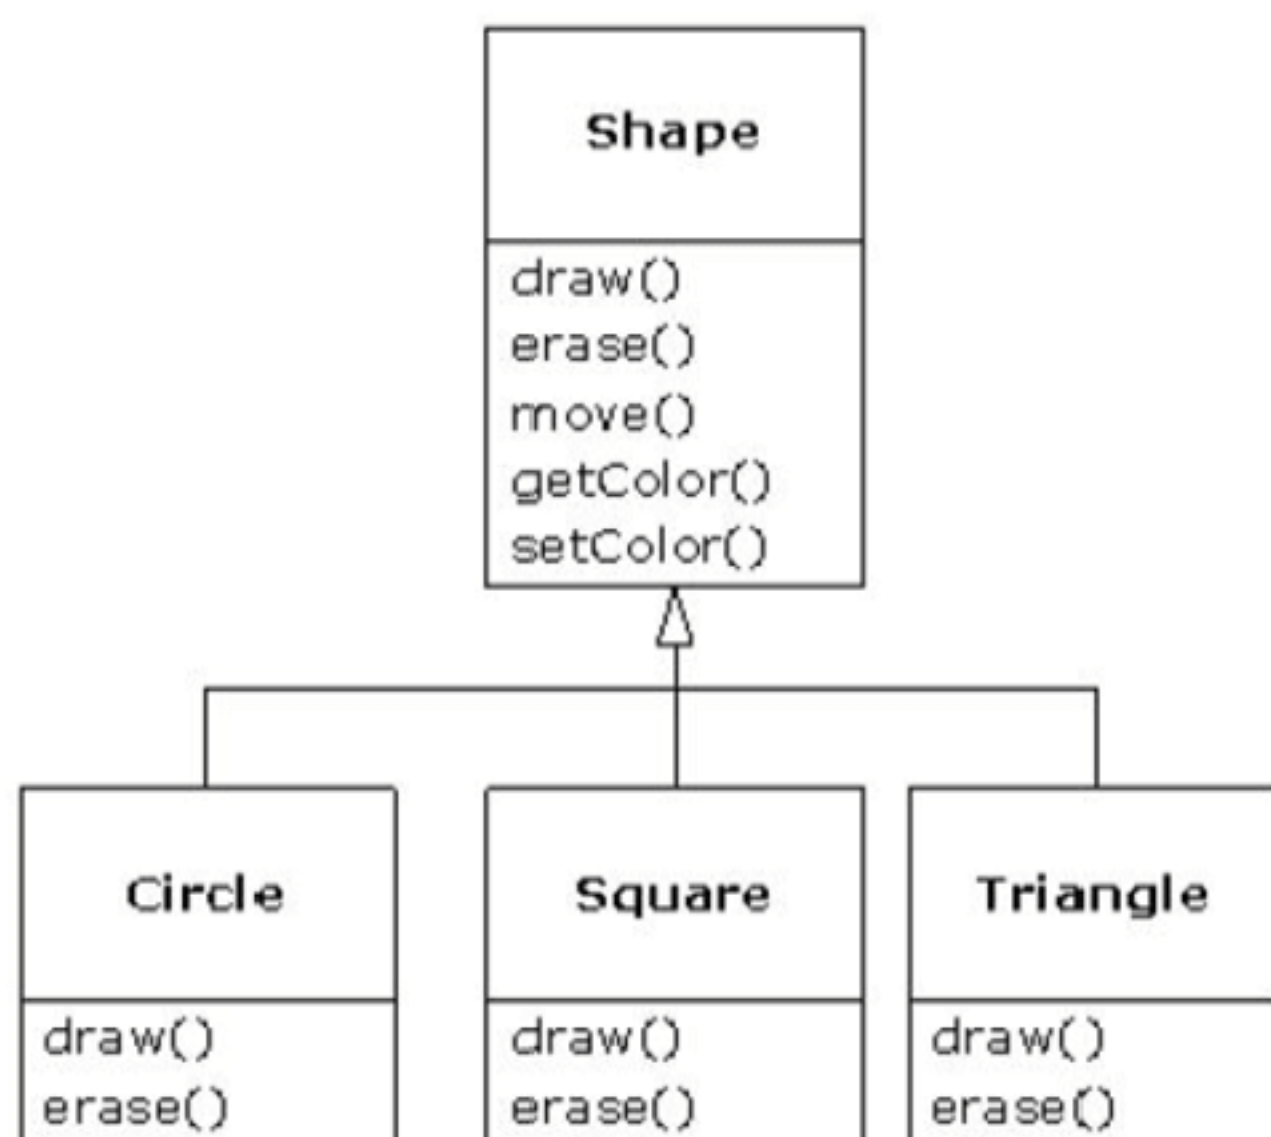 Shape
draw()
erase()
move()
getColor()
setColor()
Circle
draw()
erase()
Square
draw()
erase()
Triangle
draw()
erase()